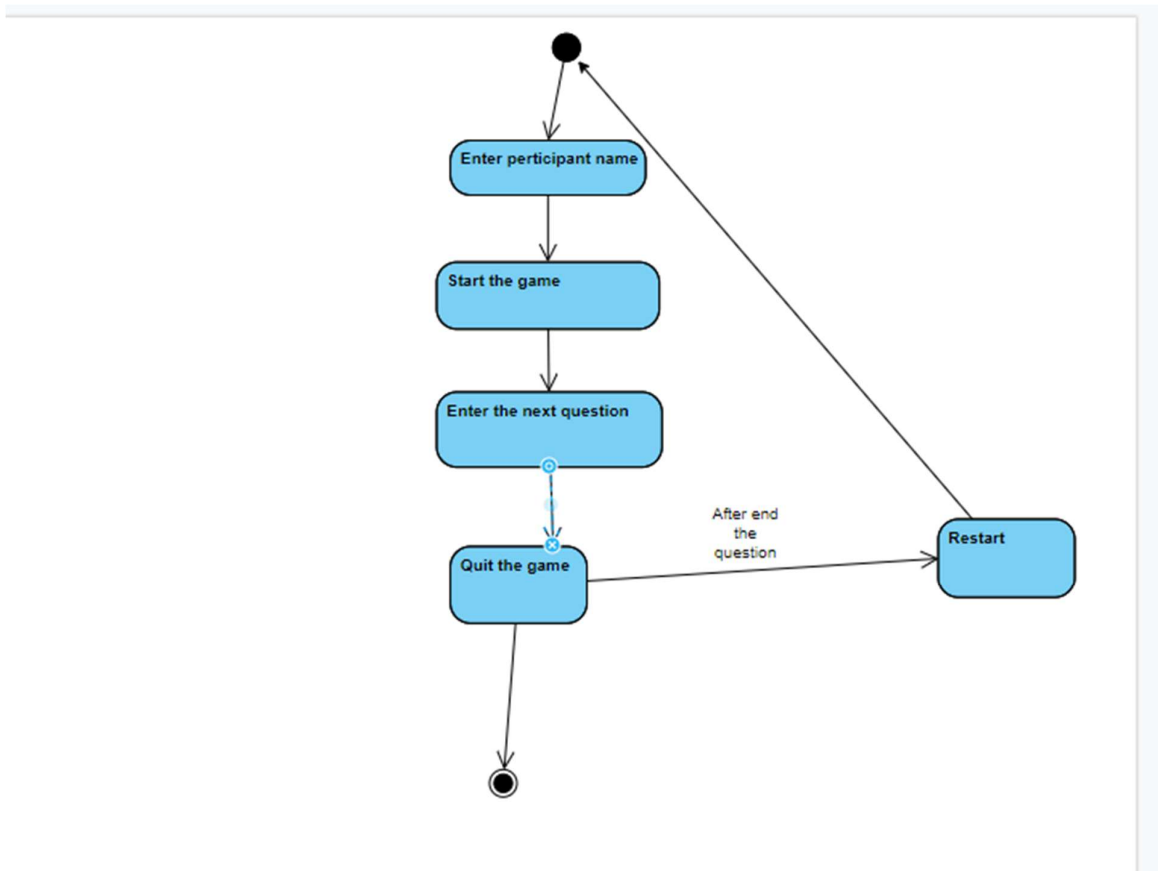 Enter perticipant name
Start the game
Enter the next question
After end
the
question
Quit the game
Restart